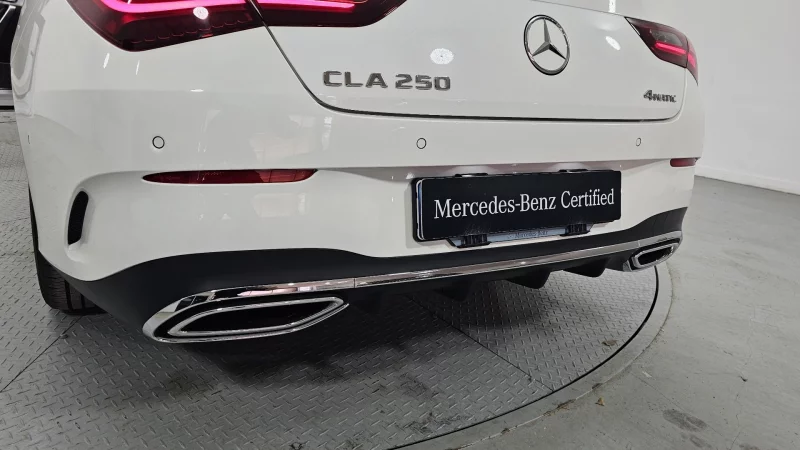 CLA 250
4MATIC
Mercedes-Benz Certified